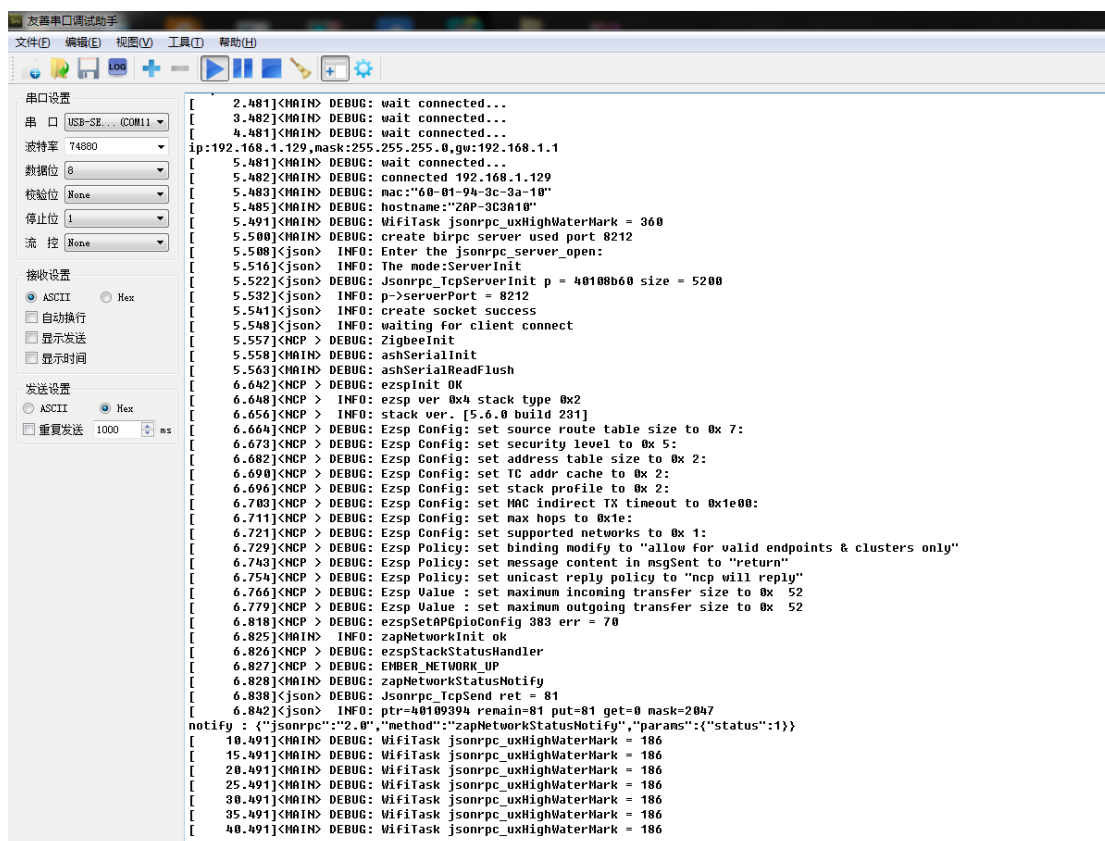 友善串口调试助手
文件(F) 编辑(E) 视图(V) 工具(T) 帮助(H)
LOG
串口设置
串 口 USB-SE... (COM11
波特率 74880
数据位 8
校验位 None
停止位 1
流 控 None
接收设置
ASCII Hex
自动换行
显示发送
显示时间
发送设置
ASCII Hex
重复发送 1000 ms
[ 2.481]<MAIN> DEBUG: wait connected...
[ 3.482]<MAIN> DEBUG: wait connected...
[ 4.481]<MAIN> DEBUG: wait connected...
ip:192.168.1.129,mask:255.255.255.0,gw:192.168.1.1
[ 5.481]<MAIN> DEBUG: wait connected...
[ 5.482]<MAIN> DEBUG: connected 192.168.1.129
[ 5.483]<MAIN> DEBUG: mac:"60-01-94-3c-3a-10"
[ 5.485]<MAIN> DEBUG: hostname:"ZAP-3C3A10"
[ 5.491]<MAIN> DEBUG: WifiTask jsonrpc_uxHighWaterMark = 360
[ 5.500]<MAIN> DEBUG: create birpc server used port 8212
[ 5.508]<json> INFO: Enter the jsonrpc_server_open:
[ 5.516]<json> INFO: The mode:ServerInit
[ 5.522]<json> DEBUG: Jsonrpc_TcpServerInit p = 40108b60 size = 5200
[ 5.532]<json> INFO: p->serverPort = 8212
[ 5.541]<json> INFO: create socket success
[ 5.548]<json> INFO: waiting for client connect
[ 5.557]<NCP > DEBUG: ZigbeeInit
[ 5.558]<MAIN> DEBUG: ashSerialInit
[ 5.563]<MAIN> DEBUG: ashSerialReadFlush
[ 6.642]<NCP > DEBUG: ezspInit OK
[ 6.648]<NCP > INFO: ezsp ver 0x4 stack type 0x2
[ 6.656]<NCP > INFO: stack ver. [5.6.0 build 231]
[ 6.664]<NCP > DEBUG: Ezsp Config: set source route table size to 0x 7:
[ 6.673]<NCP > DEBUG: Ezsp Config: set security level to 0x 5:
[ 6.682]<NCP > DEBUG: Ezsp Config: set address table size to 0x 2:
[ 6.690]<NCP > DEBUG: Ezsp Config: set TC addr cache to 0x 2:
[ 6.696]<NCP > DEBUG: Ezsp Config: set stack profile to 0x 2:
[ 6.703]<NCP > DEBUG: Ezsp Config: set MAC indirect TX timeout to 0x1e00:
[ 6.711]<NCP > DEBUG: Ezsp Config: set max hops to 0x1e:
[ 6.721]<NCP > DEBUG: Ezsp Config: set supported networks to 0x 1:
[ 6.729]<NCP > DEBUG: Ezsp Policy: set binding modify to "allow for valid endpoints & clusters only"
[ 6.743]<NCP > DEBUG: Ezsp Policy: set message content in msgSent to "return"
[ 6.754]<NCP > DEBUG: Ezsp Policy: set unicast reply policy to "ncp will reply"
[ 6.766]<NCP > DEBUG: Ezsp Value : set maximum incoming transfer size to 0x 52
[ 6.779]<NCP > DEBUG: Ezsp Value : set maximum outgoing transfer size to 0x 52
[ 6.818]<NCP > DEBUG: ezspSetAPGpioConfig 383 err = 70
[ 6.825]<MAIN> INFO: zapNetworkInit ok
[ 6.826]<NCP > DEBUG: ezspStackStatusHandler
[ 6.827]<NCP > DEBUG: EMBER_NETWORK_UP
[ 6.828]<MAIN> DEBUG: zapNetworkStatusNotify
[ 6.838]<json> DEBUG: Jsonrpc_TcpSend ret = 81
[ 6.842]<json> INFO: ptr=40109394 remain=81 put=81 get=0 mask=2047
notify : {"jsonrpc":"2.0","method":"zapNetworkStatusNotify","params":{"status":1}}
[ 10.491]<MAIN> DEBUG: WifiTask jsonrpc_uxHighWaterMark = 186
[ 15.491]<MAIN> DEBUG: WifiTask jsonrpc_uxHighWaterMark = 186
[ 20.491]<MAIN> DEBUG: WifiTask jsonrpc_uxHighWaterMark = 186
[ 25.491]<MAIN> DEBUG: WifiTask jsonrpc_uxHighWaterMark = 186
[ 30.491]<MAIN> DEBUG: WifiTask jsonrpc_uxHighWaterMark = 186
[ 35.491]<MAIN> DEBUG: WifiTask jsonrpc_uxHighWaterMark = 186
[ 40.491]<MAIN> DEBUG: WifiTask jsonrpc_uxHighWaterMark = 186